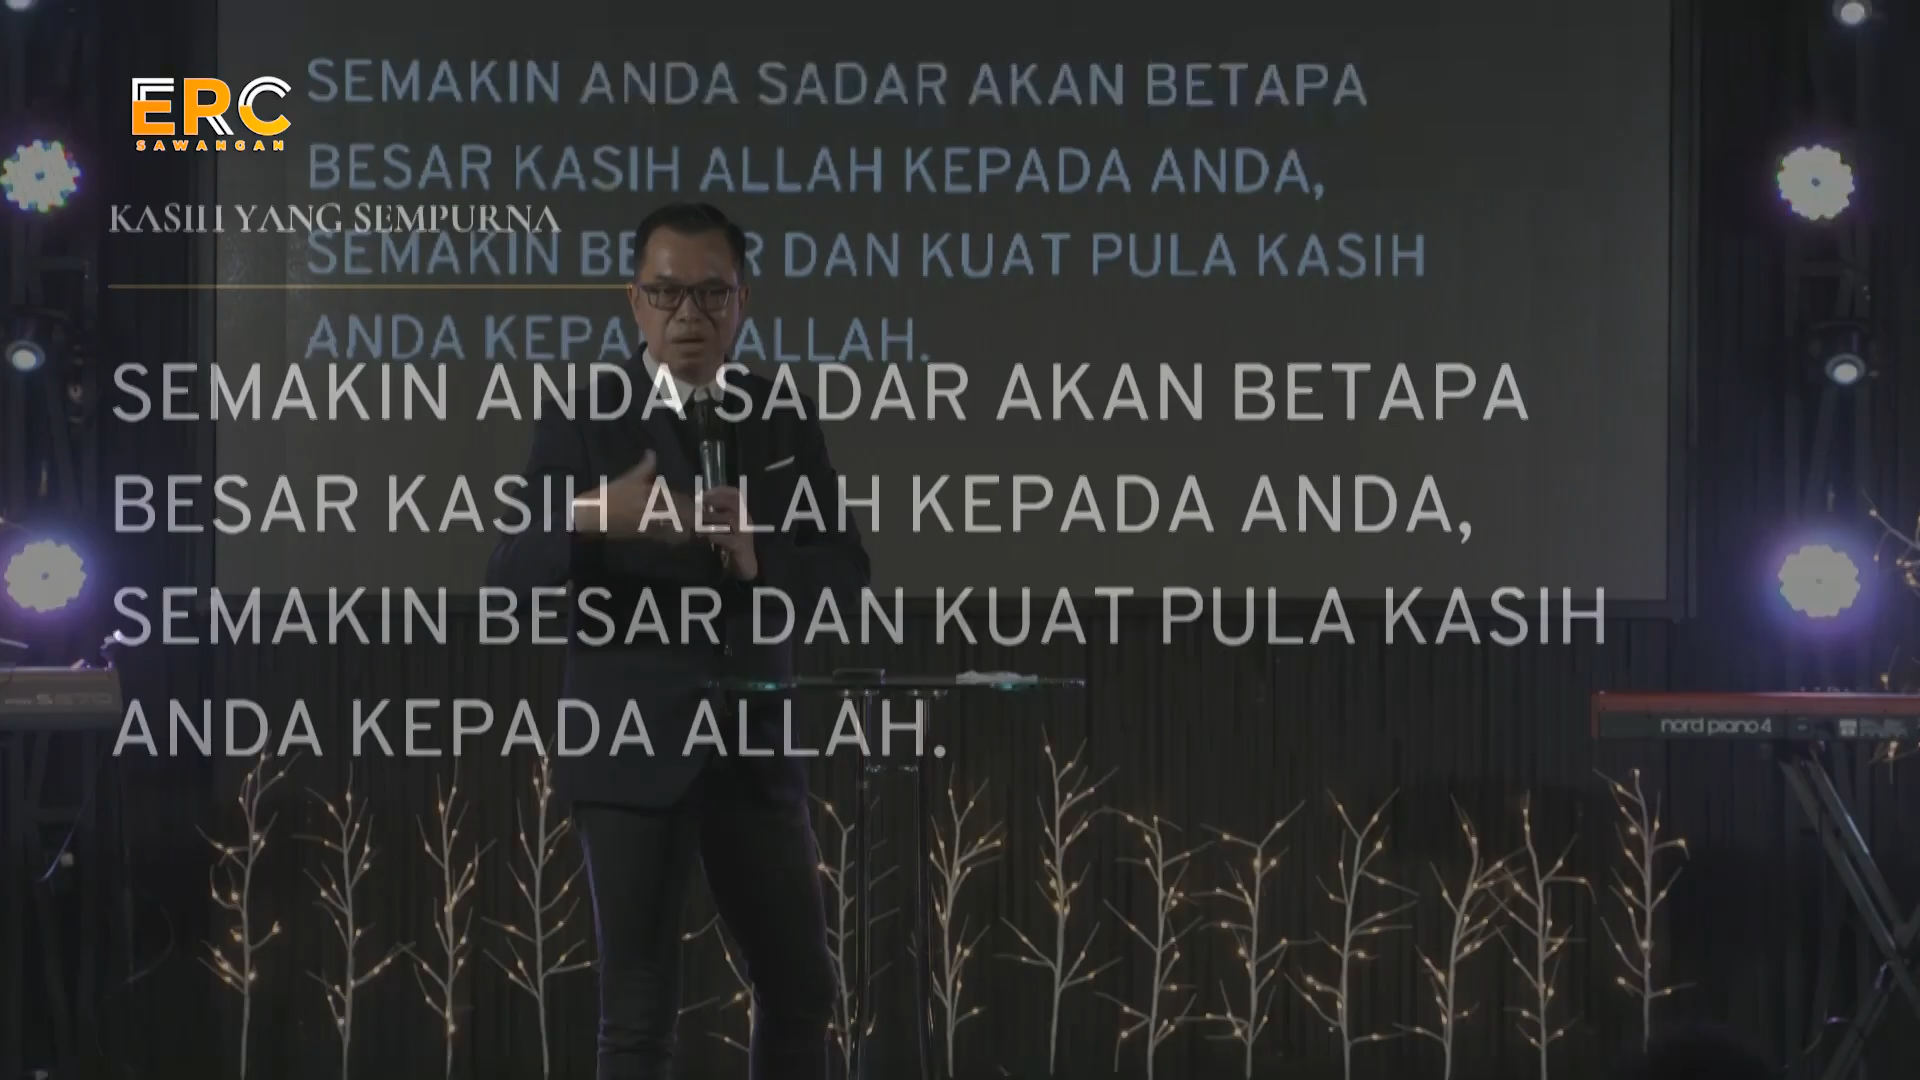 ERC
SAWANGAN
SEMAKIN ANDA SADAR AKAN BETAPA
BESAR KASIH ALLAH KEPADA ANDA,
SEMAKIN BESAR DAN KUAT PULA KASIH
ANDA KEPADA ALLAH.
KASIH YANG SEMPURNA
SEMAKIN ANDA SADAR AKAN BETAPA
BESAR KASIH ALLAH KEPADA ANDA,
SEMAKIN BESAR DAN KUAT PULA KASIH
ANDA KEPADA ALLAH.
nord piano 4